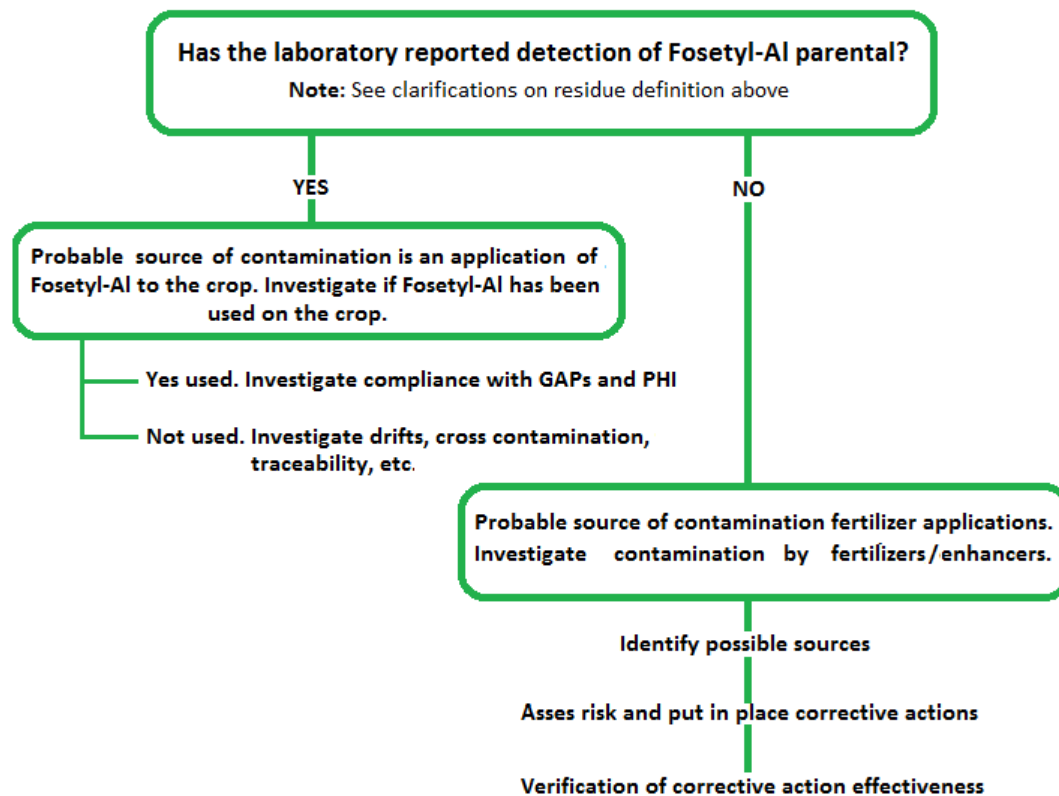 Has the laboratory reported detection of Fosetyl-Al parental?
Note: See clarifications on residue definition above
YES
NO
Probable source of contamination is an application of
Fosetyl-Al to the crop. Investigate if Fosetyl-Al has been
used on the crop.
Yes used. Investigate compliance with GAPs and PHI
Not used. Investigate drifts, cross contamination,
traceability, etc.
Probable source of contamination fertilizer applications.
Investigate contamination by fertilizers/enhancers.
Identify possible sources
Asses risk and put in place corrective actions
Verification of corrective action effectiveness